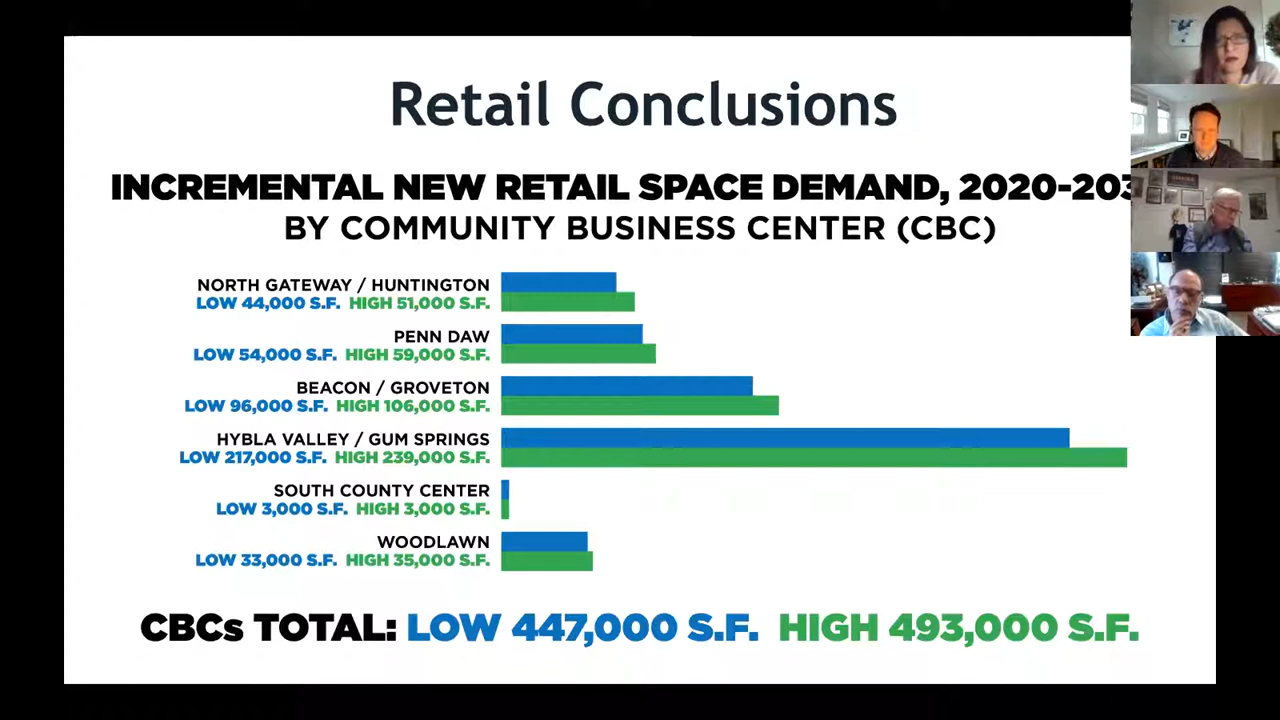 Retail Conclusions
INCREMENTAL NEW RETAIL SPACE DEMAND,
BY COMMUNITY BUSINESS CENTER (CBC)
NORTH GATEWAY / HUNTINGTON
LOW 44,000 S.F. HIGH 51,000 S.F.
PENN DAW
LOW 54,000 S.F. HIGH 59,000 S.F.
BEACON / GROVETON
LOW 96,000 S.F. HIGH 106,000 S.F.
HYBLA VALLEY / GUM SPRINGS
LOW 217,000 S.F. HIGH 239,000 S.F.
SOUTH COUNTY CENTER
LOW 3,000 S.F. HIGH 3,000 S.F.
WOODLAWN
LOW 33,000 S.F. HIGH 35,000 S.F.
CBCs TOTAL: LOW 447,000 S.F. HIGH 493,000 S.F.